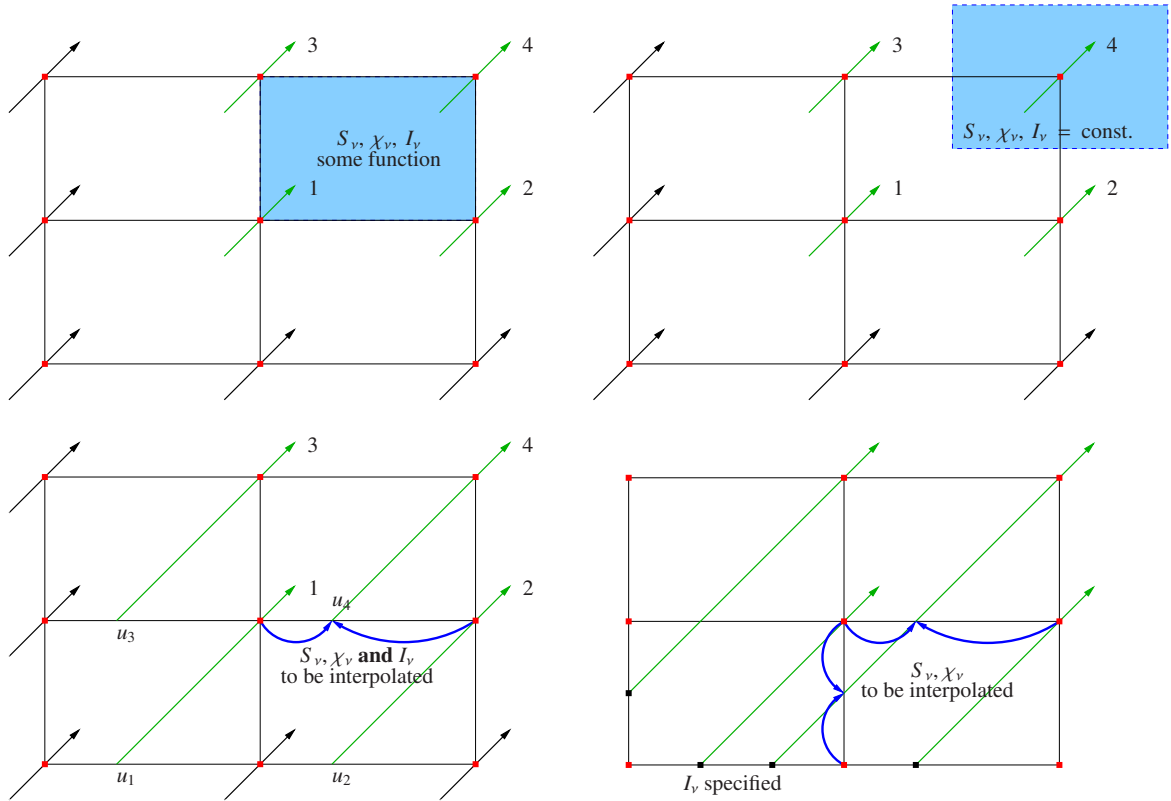 3
4
S_ν, χ_ν, I_ν
some function
1
2
3
4
S_ν, χ_ν, I_ν = const.
1
2
3
4
1
u_4
2
u_3
S_ν, χ_ν and I_ν
to be interpolated
u_1
u_2
S_ν, χ_ν
to be interpolated
I_ν specified